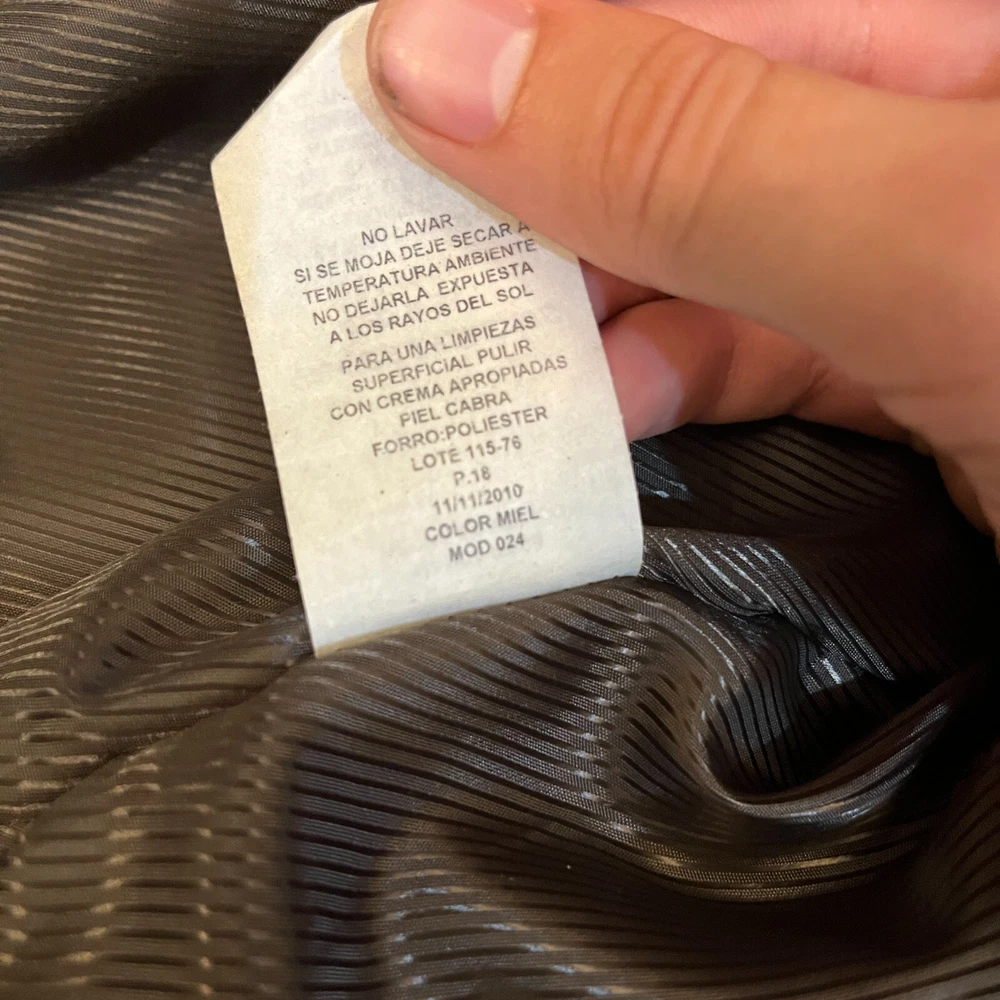 NO LAVAR
SI SE MOJA DEJE SECAR A
TEMPERATURA AMBIENTE
NO DEJARLA EXPUESTA
A LOS RAYOS DEL SOL
PARA UNA LIMPIEZAS
SUPERFICIAL PULIR
CON CREMA APROPIADAS
PIEL CABRA
FORRO:POLIESTER
LOTE 115-76
P.18
11/11/2010
COLOR MIEL
MOD 024